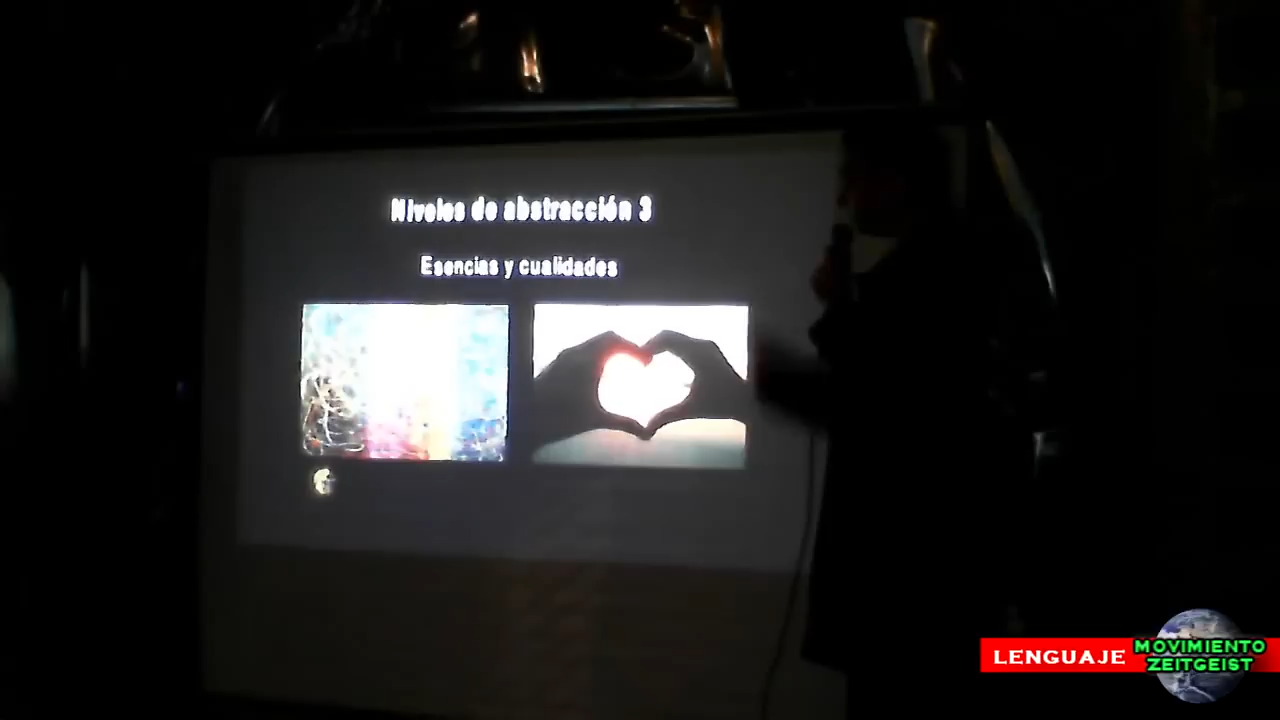 Niveles de abstracción 3
Esencias y cualidades
LENGUAJE
MOVIMIENTO
ZEITGEIST